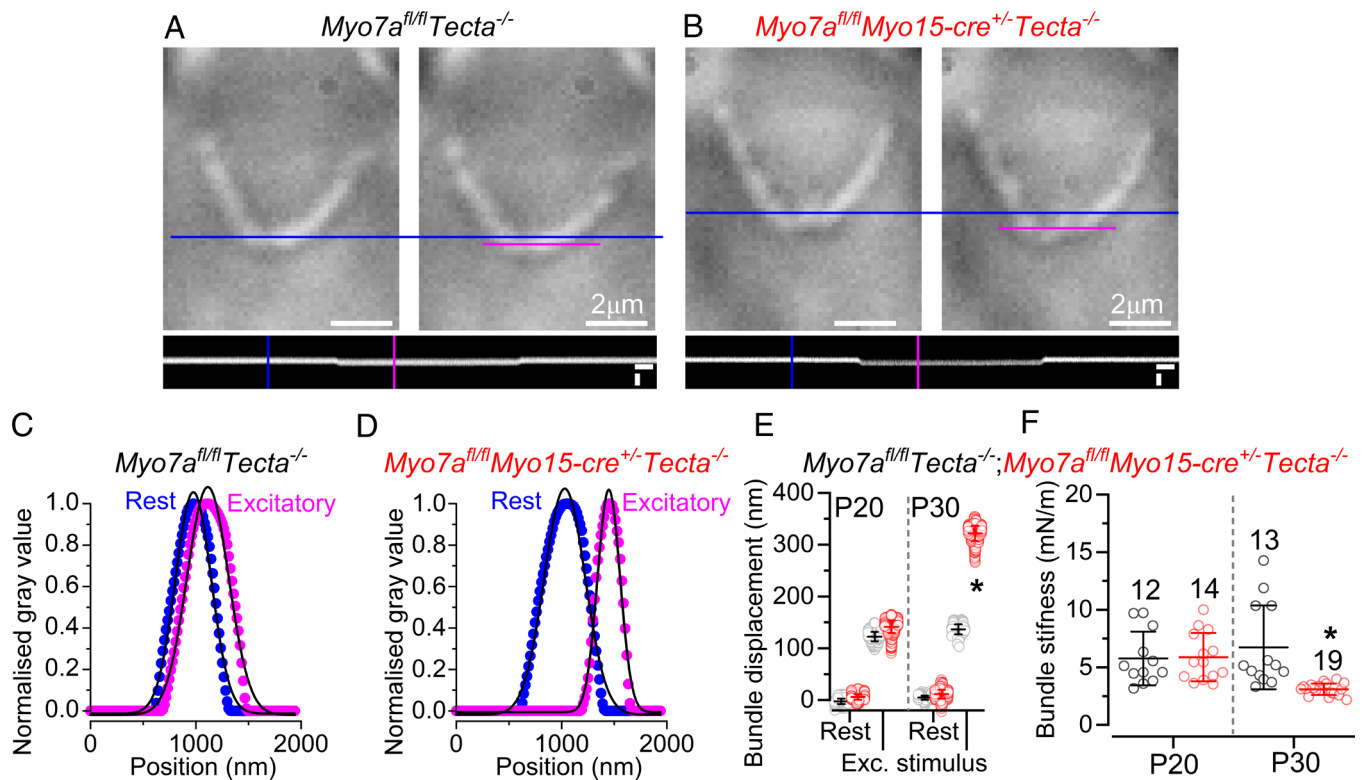 A
Myo7afl/flTecta-/-
B
Myo7afl/flMyo15-cre+/-Tecta-/-
2μm
2μm
C
Myo7afl/flTecta-/-
Rest
Excitatory
Normalised gray value
1.0
0.8
0.6
0.4
0.2
0.0
0
1000
2000
Position (nm)
D
Myo7afl/flMyo15-cre+/-Tecta-/-
Rest
Excitatory
Normalised gray value
1.0
0.8
0.6
0.4
0.2
0.0
0
1000
2000
Position (nm)
E
Myo7afl/flTecta-/-;Myo7afl/flMyo15-cre+/-Tecta-/-
Bundle displacement (nm)
400
300
200
100
0
P20
P30
*
Rest
Rest
Exc. stimulus
F
Bundle stifness (mN/m)
20
15
10
5
0
12
14
13
*
19
P20
P30